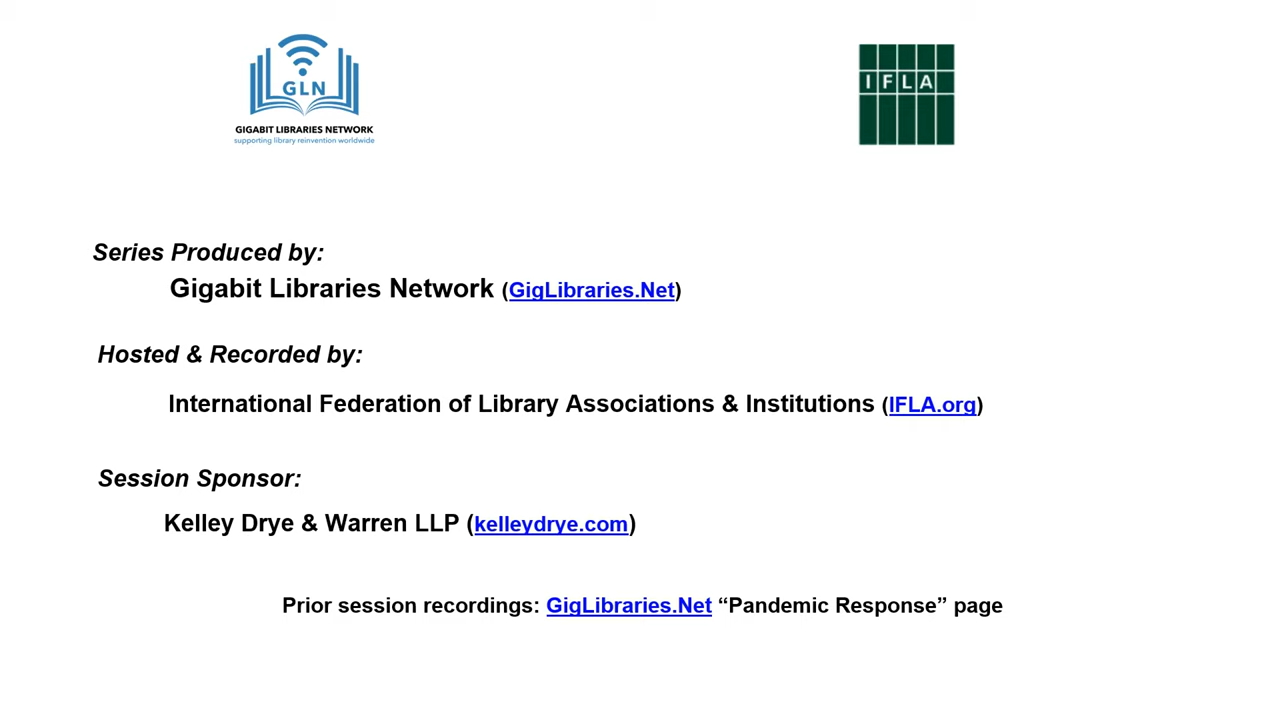 GLN
GIGABIT LIBRARIES NETWORK
supporting library reinvention worldwide
IFLA
Series Produced by:
Gigabit Libraries Network (GigLibraries.Net)
Hosted & Recorded by:
International Federation of Library Associations & Institutions (IFLA.org)
Session Sponsor:
Kelley Drye & Warren LLP (kelleydrye.com)
Prior session recordings: GigLibraries.Net “Pandemic Response” page